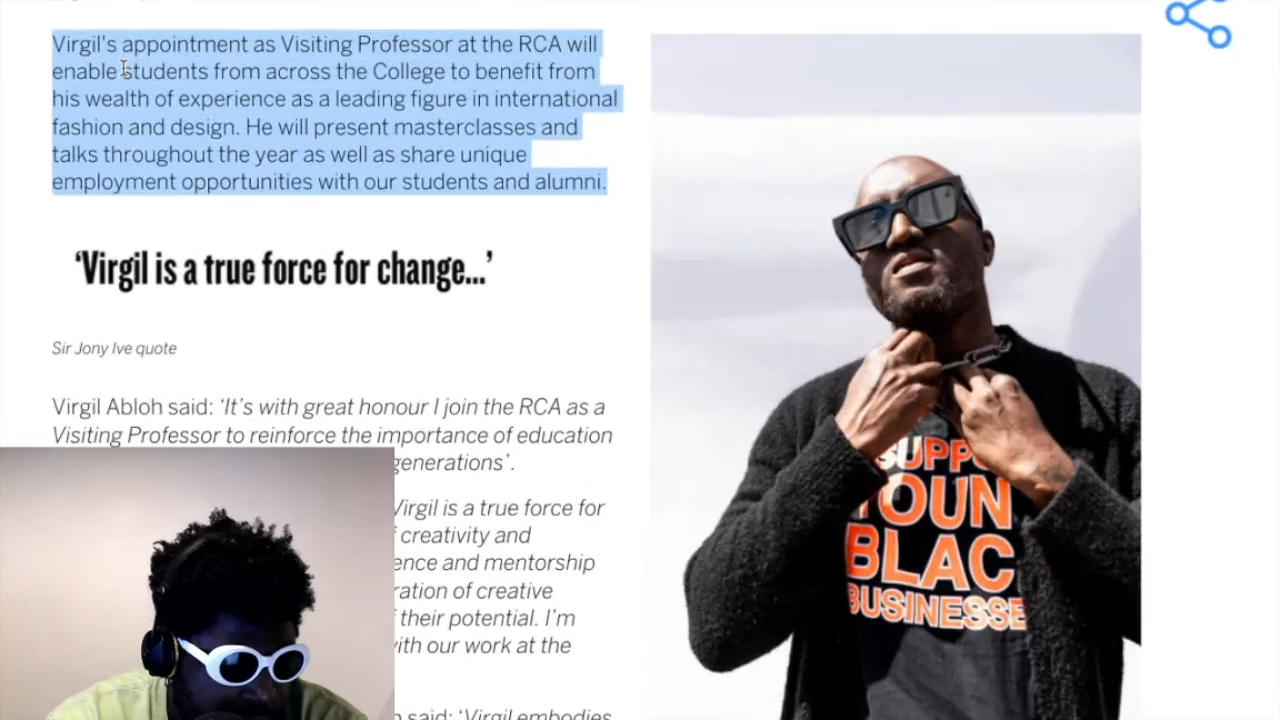 Virgil's appointment as Visiting Professor at the RCA will
enable students from across the College to benefit from
his wealth of experience as a leading figure in international
fashion and design. He will present masterclasses and
talks throughout the year as well as share unique
employment opportunities with our students and alumni.
‘Virgil is a true force for change...’
Sir Jony Ive quote
Virgil Abloh said: ‘It’s with great honour I join the RCA as a
Visiting Professor to reinforce the importance of education
generations’.
Virgil is a true force for
creativity and
ence and mentorship
ration of creative
their potential. I’m
with our work at the
said: ‘Virgil embodies
SUPPO
YOUN
BLAC
BUSINESSE